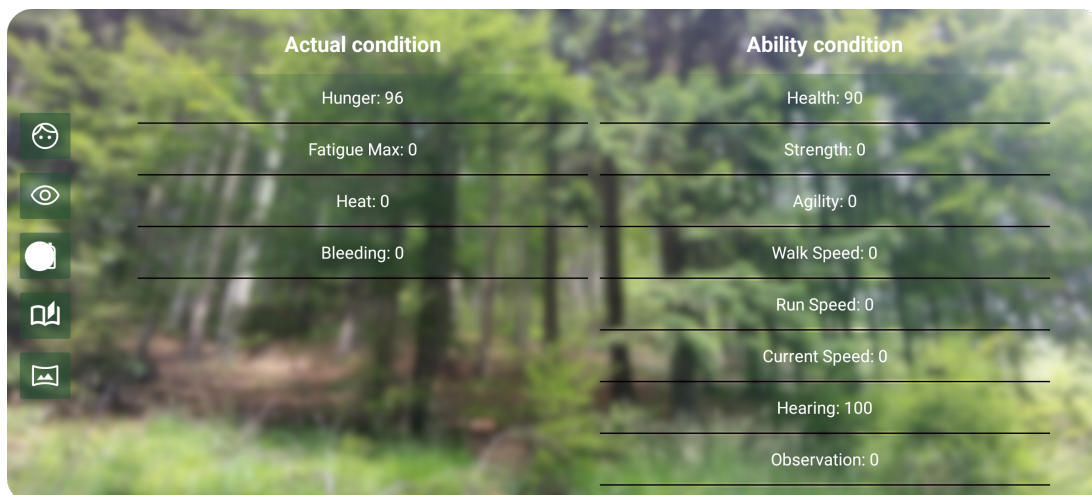 Actual condition
Hunger: 96
Fatigue Max: 0
Heat: 0
Bleeding: 0
Ability condition
Health: 90
Strength: 0
Agility: 0
Walk Speed: 0
Run Speed: 0
Current Speed: 0
Hearing: 100
Observation: 0